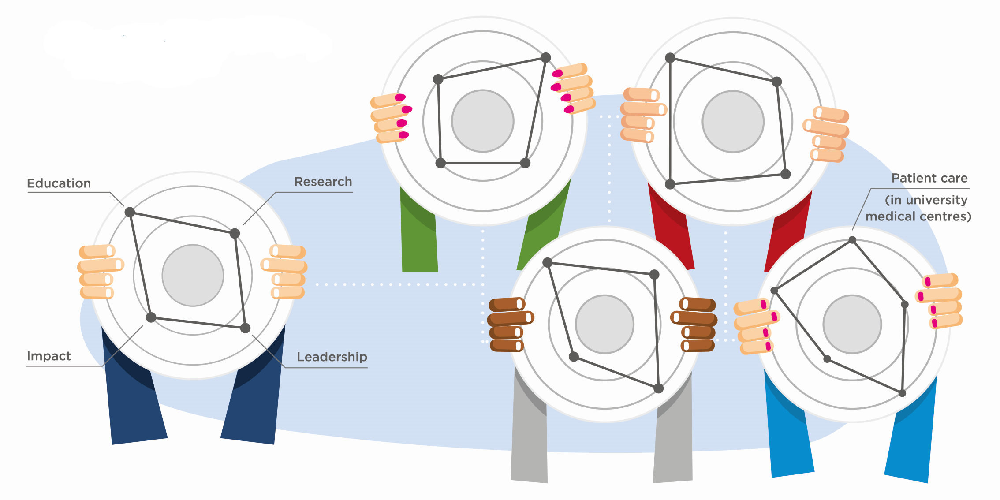 Education
Research
Patient care
(in university
medical centres)
Impact
Leadership